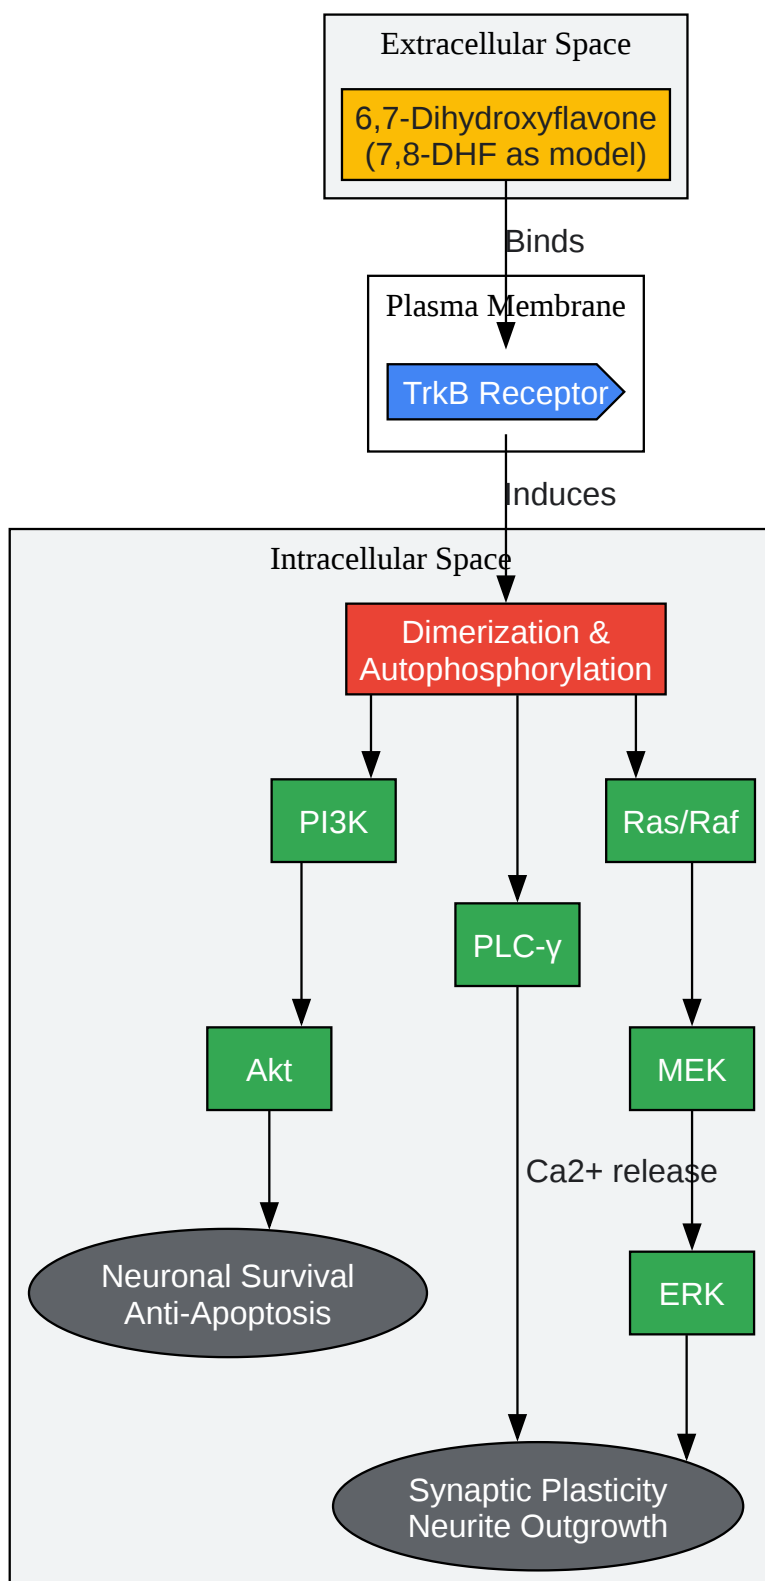 Extracellular Space
6,7-Dihydroxyflavone
(7,8-DHF as model)
Binds
Plasma Membrane
TrkB Receptor
Induces
Intracellular Space
Dimerization &
Autophosphorylation
PI3K
Ras/Raf
PLC-γ
Akt
MEK
Ca2+ release
Neuronal Survival
Anti-Apoptosis
ERK
Synaptic Plasticity
Neurite Outgrowth